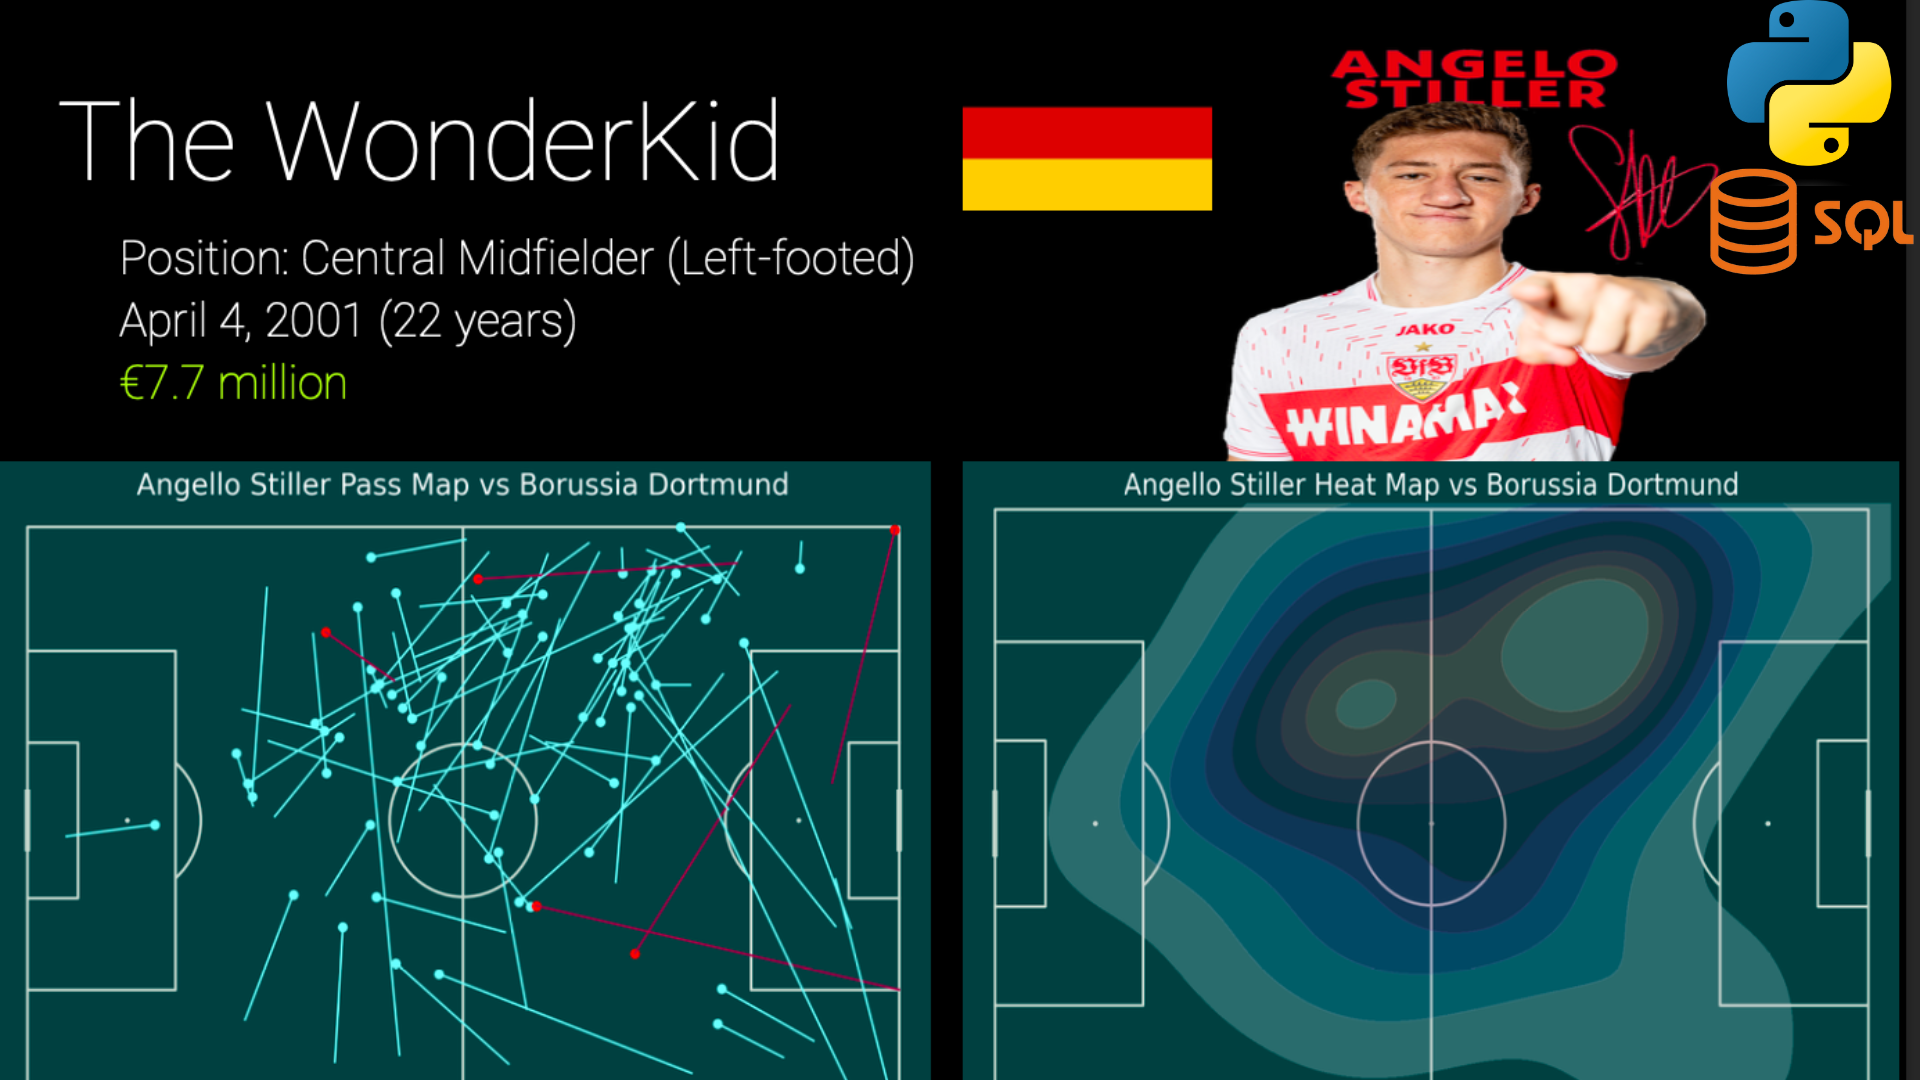 The WonderKid
Position: Central Midfielder (Left-footed)
April 4, 2001 (22 years)
€7.7 million
ANGELO
STILLER
SQL
JAKO
VfB
WINAMAX
Angello Stiller Pass Map vs Borussia Dortmund
Angello Stiller Heat Map vs Borussia Dortmund